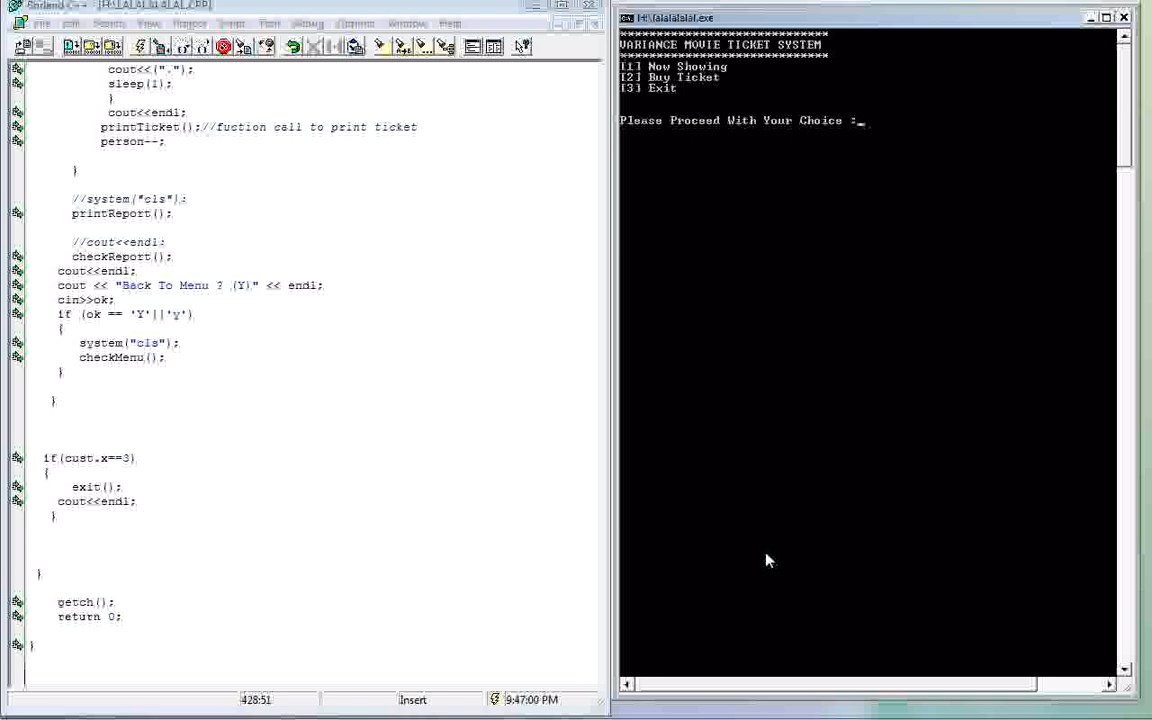 cout<<(".");
sleep(1);
}
cout<<endl;
printTicket();//fuction call to print ticket
person--;
}
//system("cls");
printReport();
//cout<<endl;
checkReport();
cout<<endl;
cout << "Back To Menu ? (Y)" << endl;
cin>>ok;
if (ok == 'Y'||'y')
{
system("cls");
checkMenu();
}
}
if(cust.x==3)
{
exit();
cout<<endl;
}
}
getch();
return 0;
}
428:51
Insert
9:47:00 PM
H:\lalalalalal.exe
*****************************
VARIANCE MOVIE TICKET SYSTEM
*****************************
[1] Now Showing
[2] Buy Ticket
[3] Exit
Please Proceed With Your Choice :_